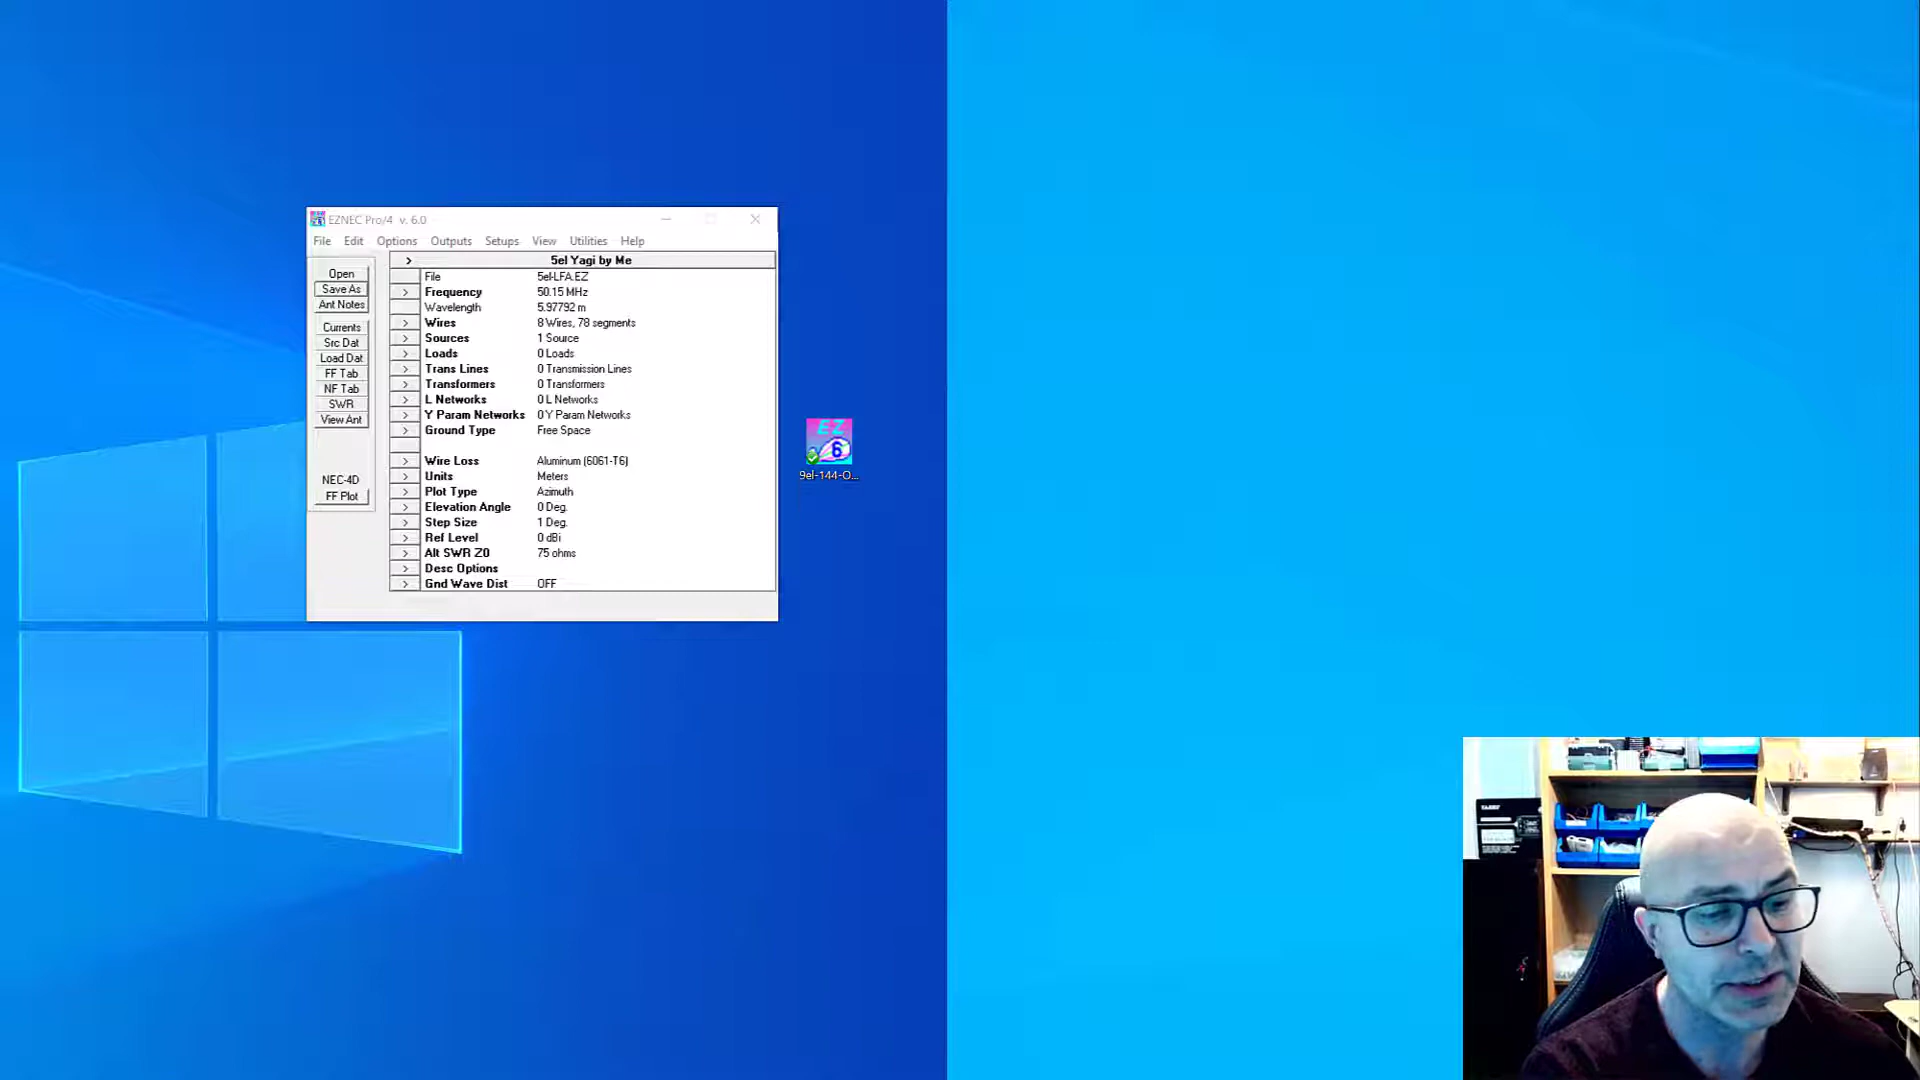 EZNEC Pro/4 v. 6.0
File Edit Options Outputs Setups View Utilities Help
Open
Save As
Ant Notes
Currents
Src Dat
Load Dat
FF Tab
NF Tab
SWR
View Ant
NEC-4D
FF Plot
> 5el Yagi by Me
File 5el-LFA.EZ
> Frequency 50.15 MHz
Wavelength 5.97792 m
> Wires 8 Wires, 78 segments
> Sources 1 Source
> Loads 0 Loads
> Trans Lines 0 Transmission Lines
> Transformers 0 Transformers
> L Networks 0 L Networks
> Y Param Networks 0 Y Param Networks
> Ground Type Free Space
> Wire Loss Aluminum (6061-T6)
> Units Meters
> Plot Type Azimuth
> Elevation Angle 0 Deg.
> Step Size 1 Deg.
> Ref Level 0 dBi
> Alt SWR Z0 75 ohms
> Desc Options
> Gnd Wave Dist OFF
EZ
6
9el-144-O...